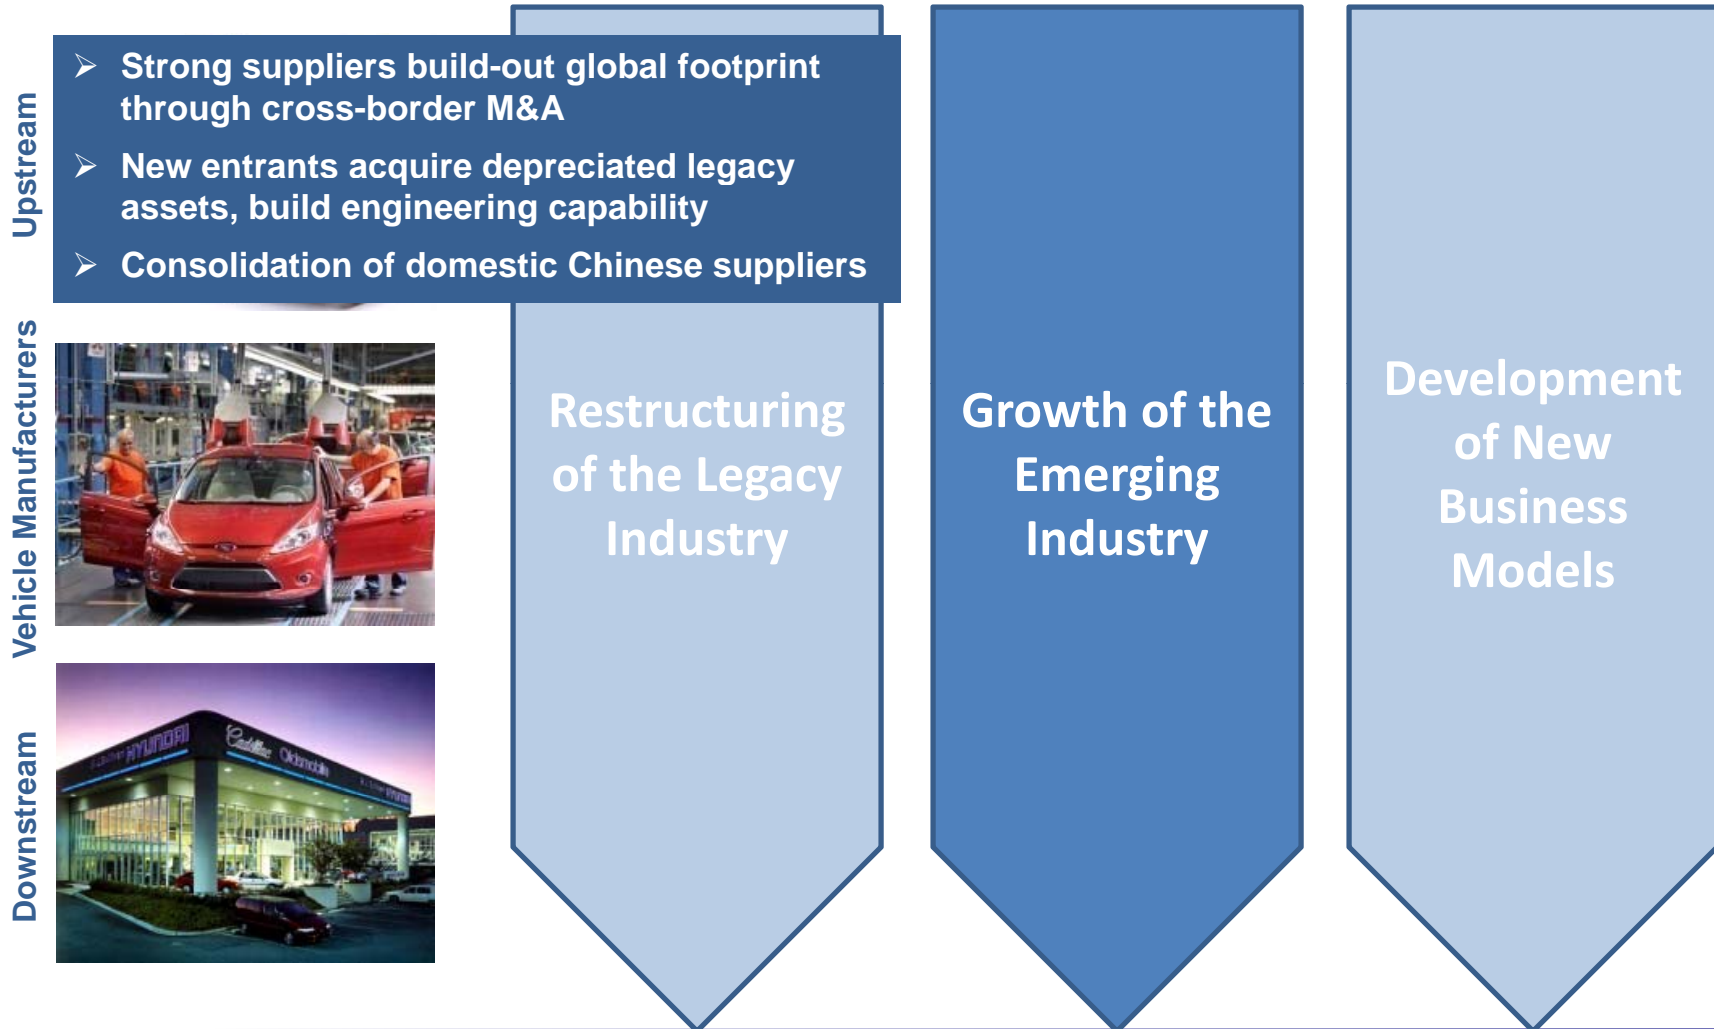 Upstream
➢ Strong suppliers build-out global footprint
through cross-border M&A
➢ New entrants acquire depreciated legacy
assets, build engineering capability
➢ Consolidation of domestic Chinese suppliers
Vehicle Manufacturers
Downstream
HYUNDAI
Cadillac
Oldsmobile
HYUNDAI
Restructuring
of the Legacy
Industry
Growth of the
Emerging
Industry
Development
of New
Business
Models